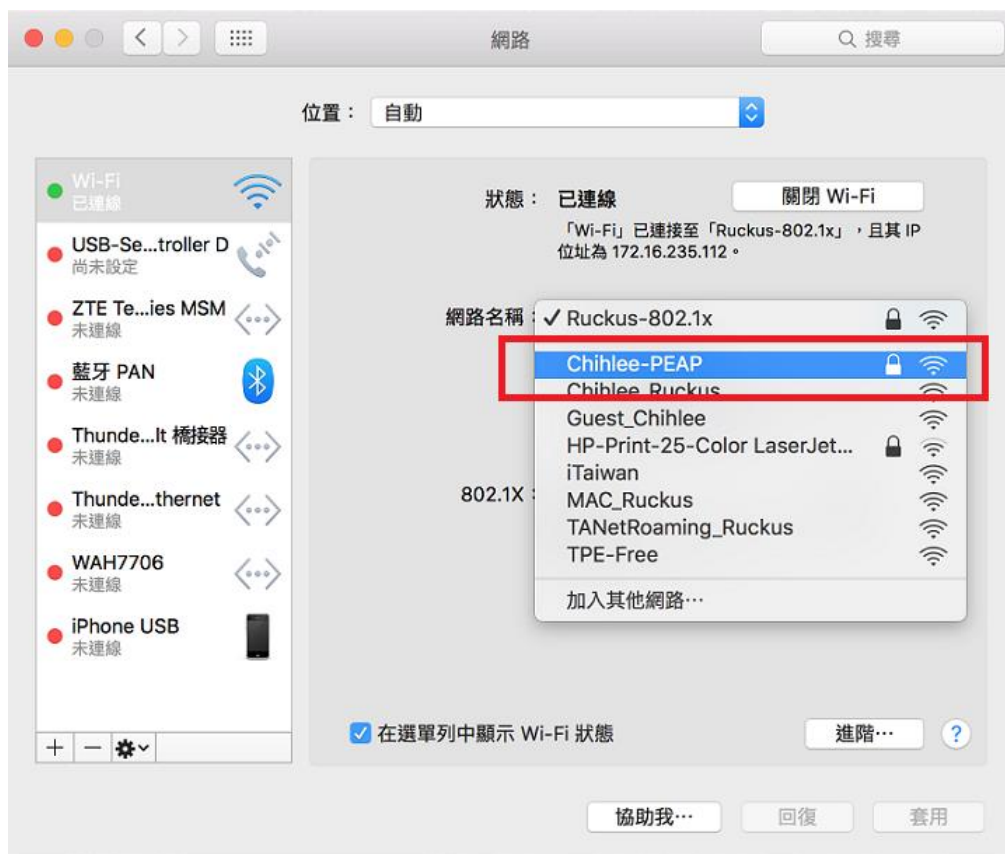 網路
搜尋
位置：
自動
Wi-Fi
已連線
USB-Se...troller D
尚未設定
ZTE Te...ies MSM
未連線
藍牙 PAN
未連線
Thunde...lt 橋接器
未連線
Thunde...thernet
未連線
WAH7706
未連線
iPhone USB
未連線
狀態：
已連線
關閉 Wi-Fi
「Wi-Fi」已連接至「Ruckus-802.1x」，且其 IP
位址為 172.16.235.112。
網路名稱：
Ruckus-802.1x
Chihlee-PEAP
Chihlee_Ruckus
Guest_Chihlee
HP-Print-25-Color LaserJet...
iTaiwan
802.1X：
MAC_Ruckus
TANetRoaming_Ruckus
TPE-Free
加入其他網路⋯
在選單列中顯示 Wi-Fi 狀態
進階⋯
?
協助我⋯
回復
套用